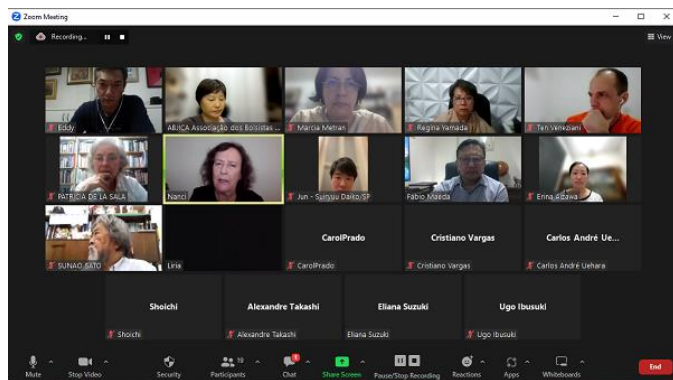 Zoom Meeting
Recording...
View
Eddy
ABJICA Associação dos Bolsistas ...
Marcia Metran
Regina Yamada
Ten Veneziani
PATRICIA DE LA SALA
Nanci
Jun - Suiryuu Daiko/SP
Fabio Maeda
Erina Aizawa
SUNAO SATO
Liria
CarolPrado
CarolPrado
Cristiano Vargas
Cristiano Vargas
Carlos André Ue...
Carlos André Uehara
Shoichi
Shoichi
Alexandre Takashi
Alexandre Takashi
Eliana Suzuki
Eliana Suzuki
Ugo Ibusuki
Ugo Ibusuki
Mute
Stop Video
Security
Participants
19
Chat
Share Screen
Pause/Stop Recording
Reactions
Apps
Whiteboards
End